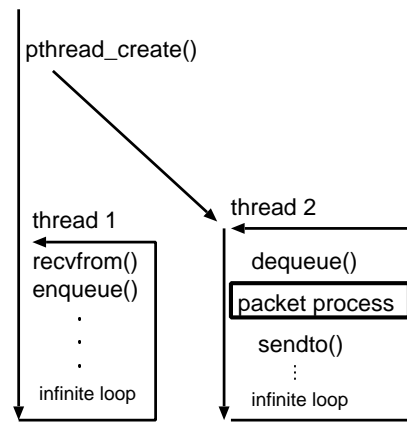 pthread_create()
thread 1
recvfrom()
enqueue()
.
.
.
infinite loop
thread 2
dequeue()
packet process
sendto()
⋮
infinite loop